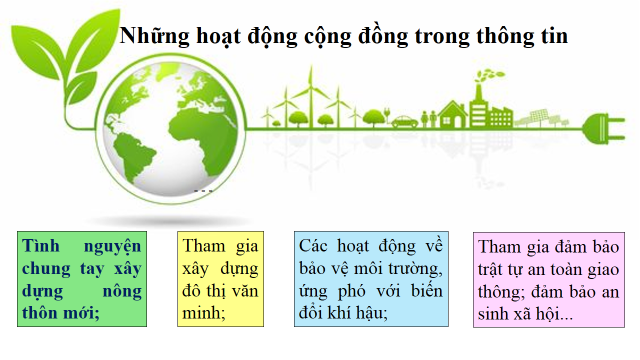 Những hoạt động cộng đồng trong thông tin
---
Tình nguyện
chung tay xây
dựng nông
thôn mới;
Tham gia
xây dựng
đô thị văn
minh;
Các hoạt động về
bảo vệ môi trường,
ứng phó với biến
đổi khí hậu;
Tham gia đảm bảo
trật tự an toàn giao
thông; đảm bảo an
sinh xã hội...